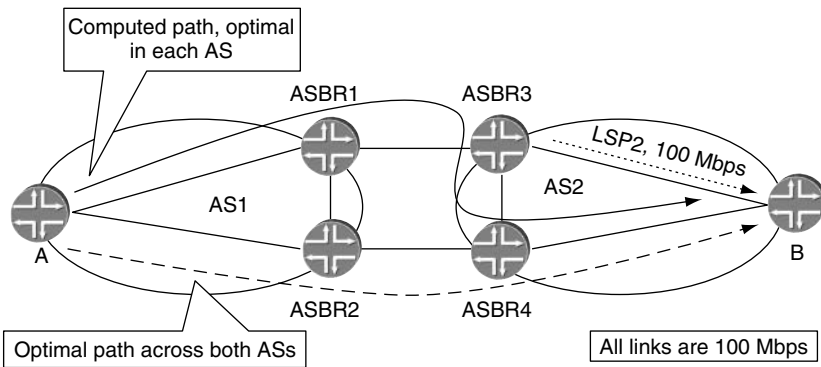 Computed path, optimal
in each AS
ASBR1
ASBR3
LSP2, 100 Mbps
AS1
AS2
A
B
ASBR2
ASBR4
Optimal path across both ASs
All links are 100 Mbps